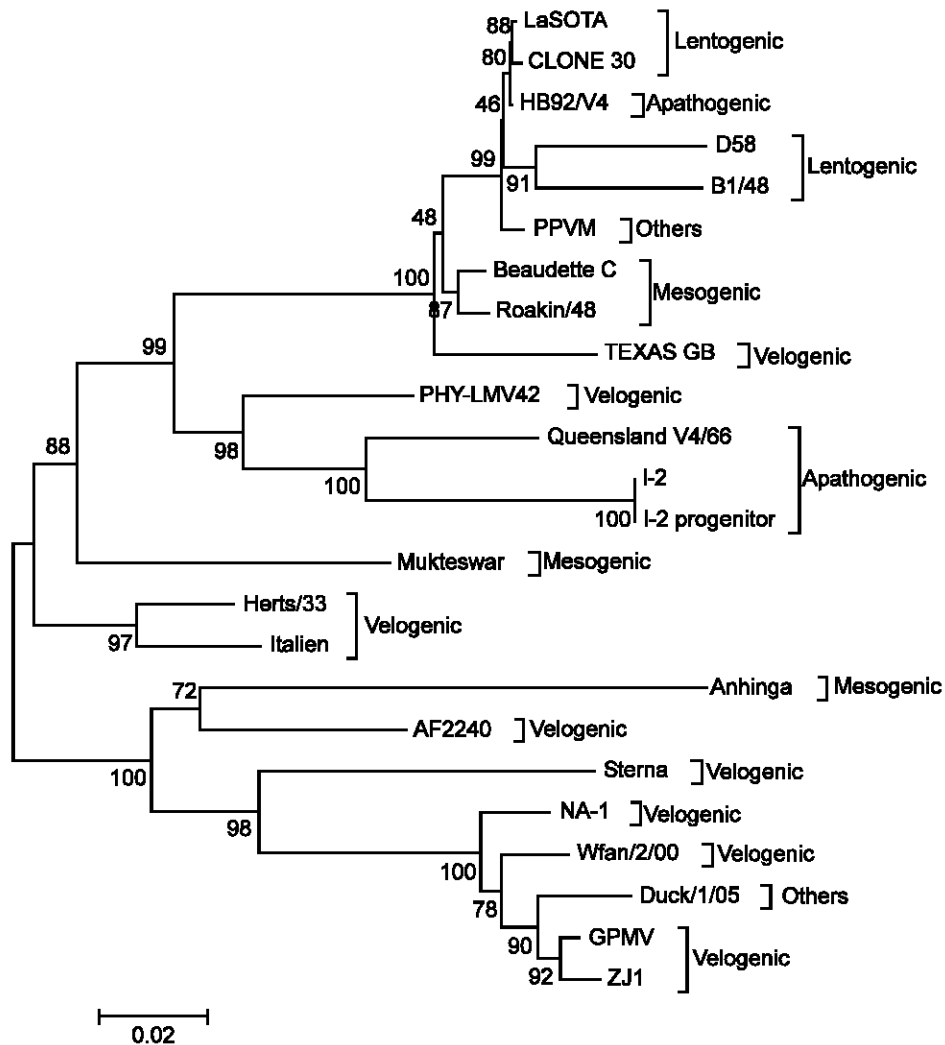 88 LaSOTA
Lentogenic
80 CLONE 30
46 HB92/V4 Apathogenic
D58
99
Lentogenic
91
B1/48
48 PPVM Others
Beaudette C
100
Mesogenic
87 Roakin/48
99 TEXAS GB Velogenic
PHY-LMV42 Velogenic
88 98 Queensland V4/66
100 I-2
Apathogenic
100 I-2 progenitor
Mukteswar Mesogenic
Herts/33
Velogenic
97 Italien
72 Anhinga Mesogenic
AF2240 Velogenic
100 Sterna Velogenic
98 NA-1 Velogenic
100 Wfan/2/00 Velogenic
78 Duck/1/05 Others
90 GPMV
Velogenic
92 ZJ1
0.02